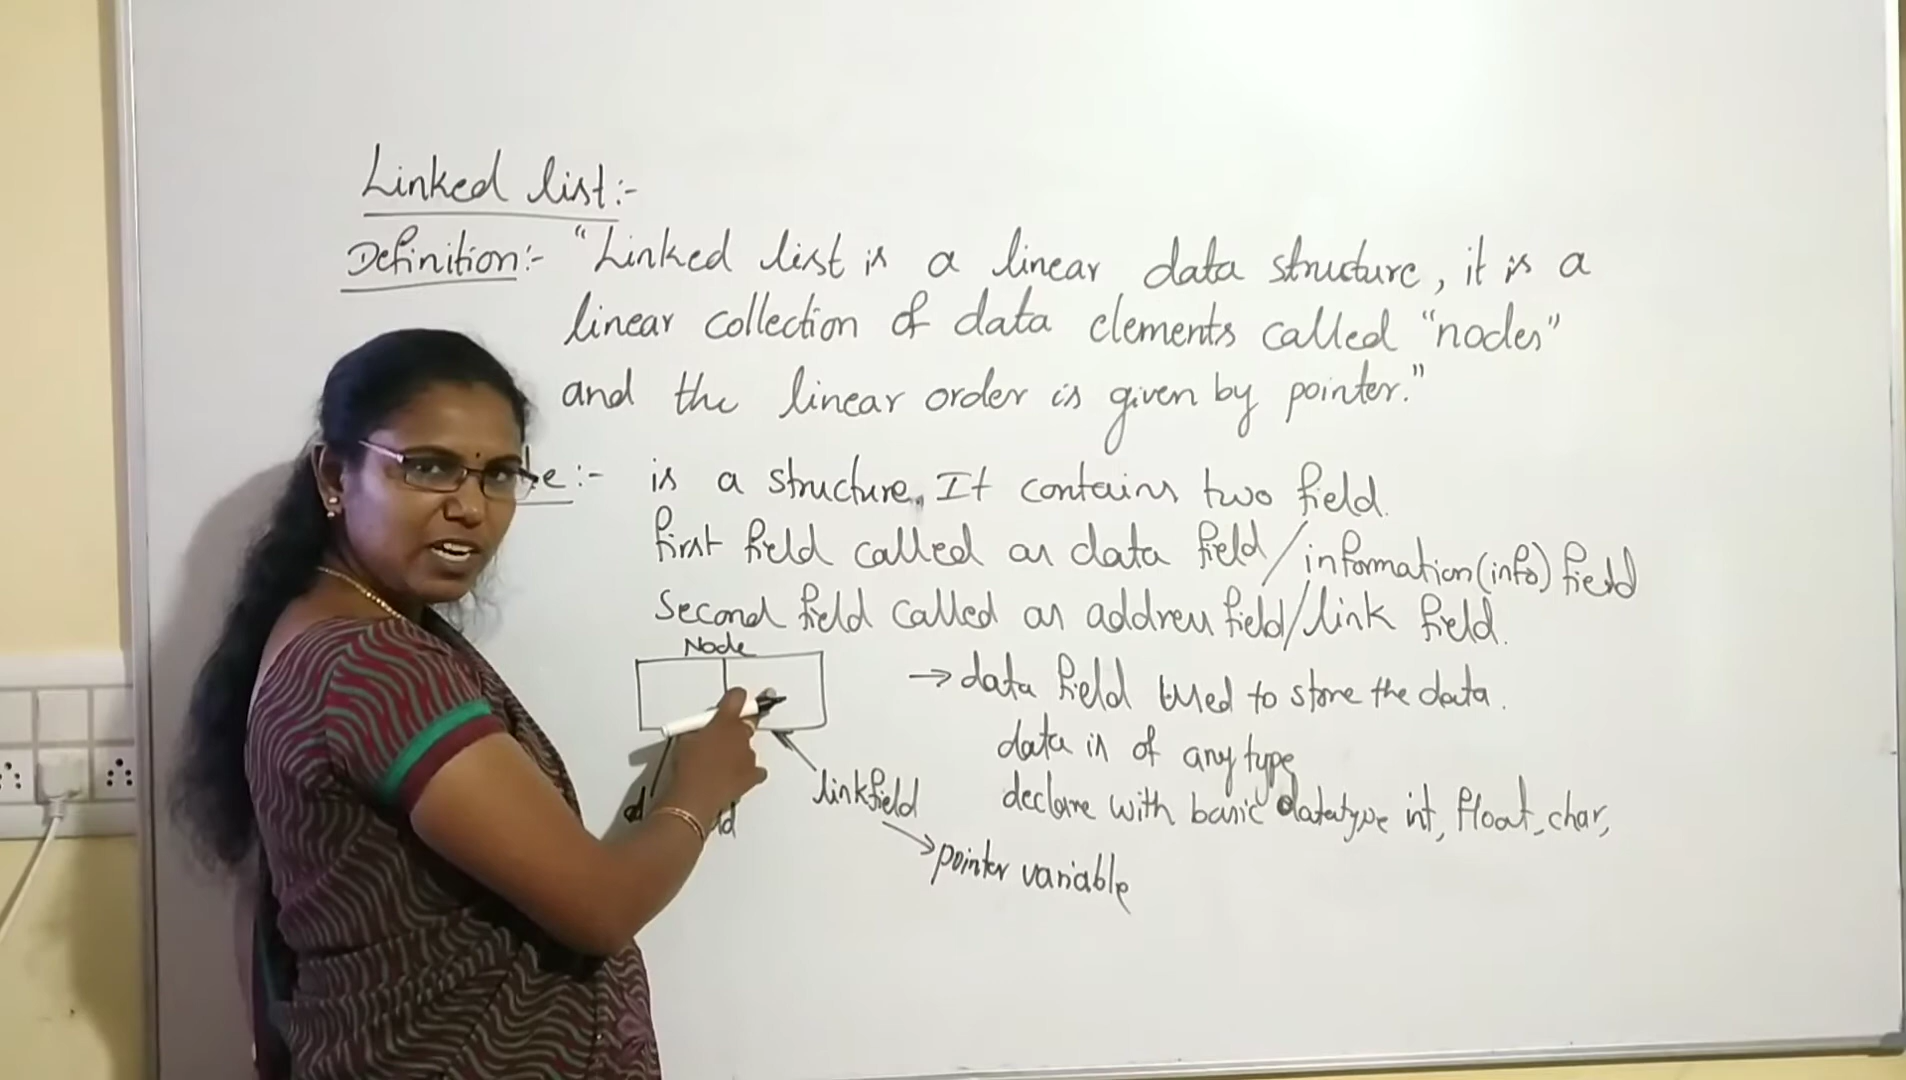 Linked list:-
Definition:- "Linked list is a linear data structure, it is a
linear collection of data elements called "nodes"
and the linear order is given by pointer."
:- is a structure. It contains two field.
First field called as data field/information(info) field
Second field called as address field/link field.
Node
→ data field used to store the data.
data is of any type
linkfield
declare with basic datatype int, float, char,
→ pointer variable